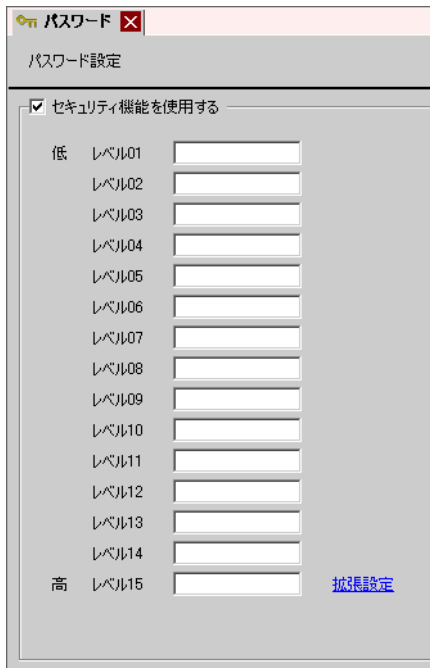 パスワード
パスワード設定
セキュリティ機能を使用する
低 レベル01
レベル02
レベル03
レベル04
レベル05
レベル06
レベル07
レベル08
レベル09
レベル10
レベル11
レベル12
レベル13
レベル14
高 レベル15 拡張設定